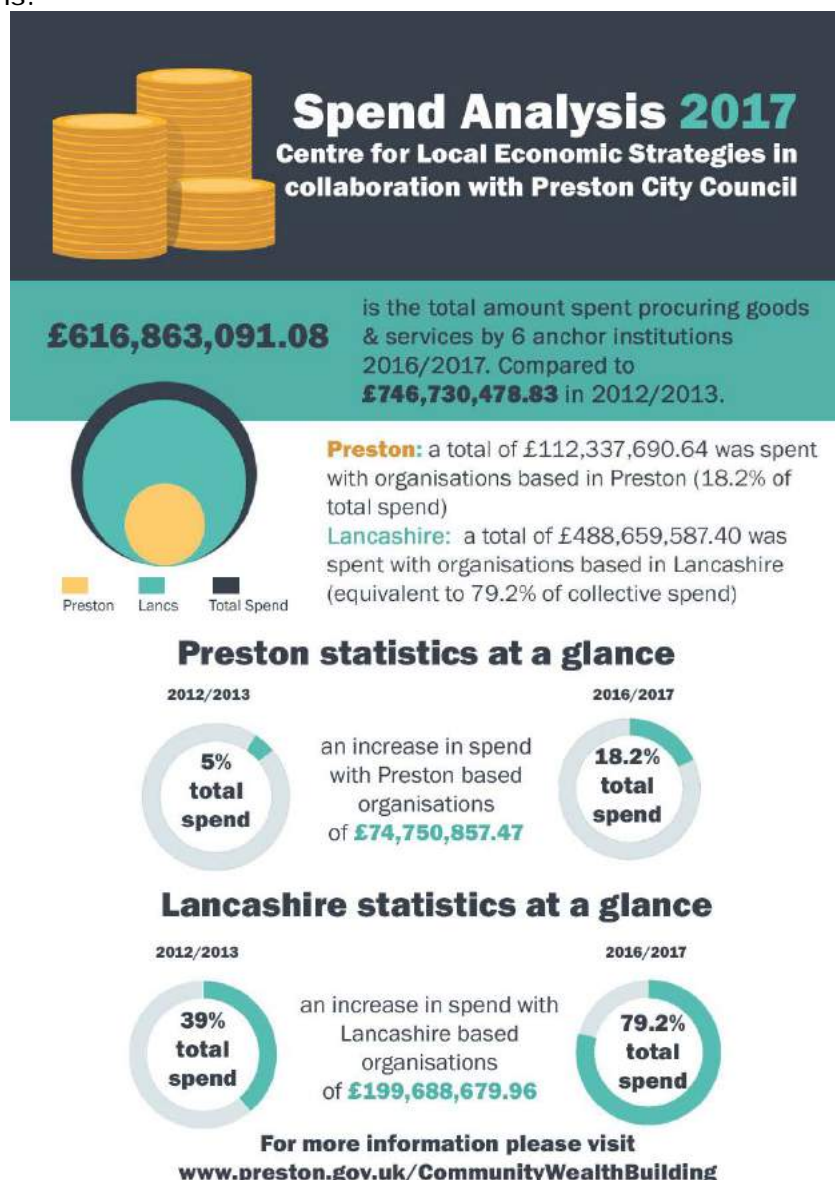 is:
Spend Analysis 2017
Centre for Local Economic Strategies in
collaboration with Preston City Council
£616,863,091.08
is the total amount spent procuring goods
& services by 6 anchor institutions
2016/2017. Compared to
£746,730,478.83 in 2012/2013.
Preston: a total of £112,337,690.64 was spent
with organisations based in Preston (18.2% of
total spend)
Lancashire: a total of £488,659,587.40 was
spent with organisations based in Lancashire
(equivalent to 79.2% of collective spend)
Preston Lancs Total Spend
Preston statistics at a glance
2012/2013
5%
total
spend
an increase in spend
with Preston based
organisations
of £74,750,857.47
2016/2017
18.2%
total
spend
Lancashire statistics at a glance
2012/2013
39%
total
spend
an increase in spend with
Lancashire based
organisations
of £199,688,679.96
2016/2017
79.2%
total
spend
For more information please visit
www.preston.gov.uk/CommunityWealthBuilding